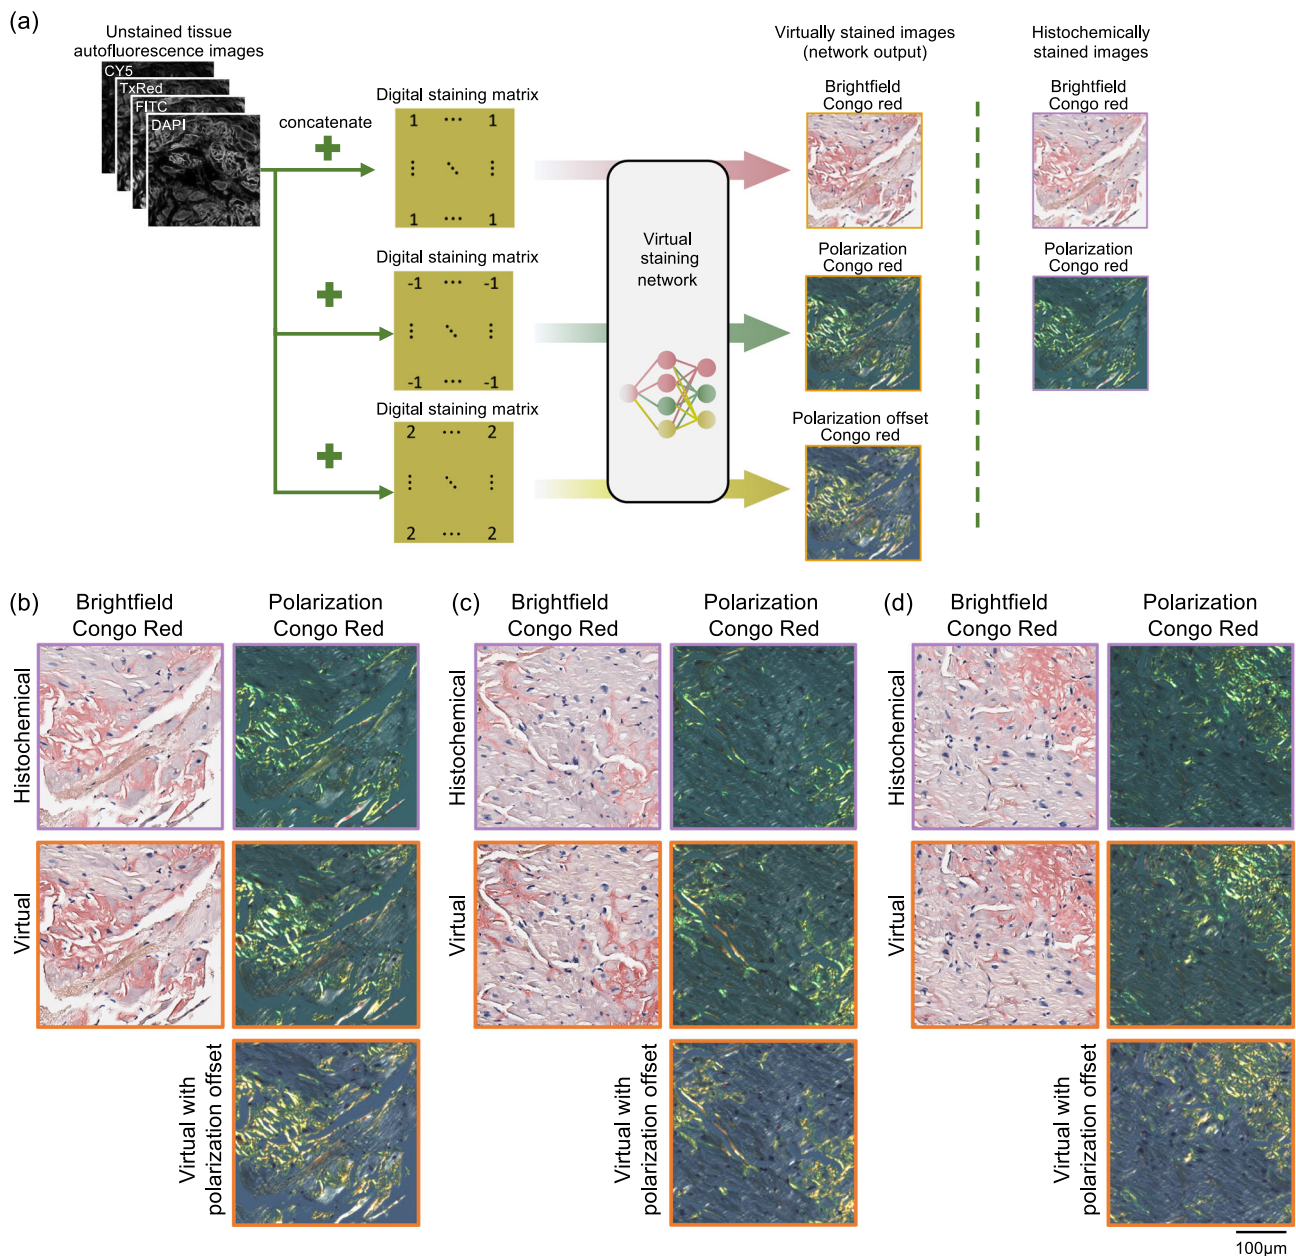 (a)
Unstained tissue
autofluorescence images
CY5
TxRed
FITC
DAPI
concatenate
Digital staining matrix
1 ··· 1
⋮ ⋱ ⋮
1 ··· 1
Digital staining matrix
-1 ··· -1
⋮ ⋱ ⋮
-1 ··· -1
Digital staining matrix
2 ··· 2
⋮ ⋱ ⋮
2 ··· 2
Virtual
staining
network
Virtually stained images
(network output)
Brightfield
Congo red
Polarization
Congo red
Polarization offset
Congo red
Histochemically
stained images
Brightfield
Congo red
Polarization
Congo red
(b)
Brightfield
Congo Red
Polarization
Congo Red
Histochemical
Virtual
Virtual with
polarization offset
(c)
Brightfield
Congo Red
Polarization
Congo Red
Histochemical
Virtual
Virtual with
polarization offset
(d)
Brightfield
Congo Red
Polarization
Congo Red
Histochemical
Virtual
Virtual with
polarization offset
100μm